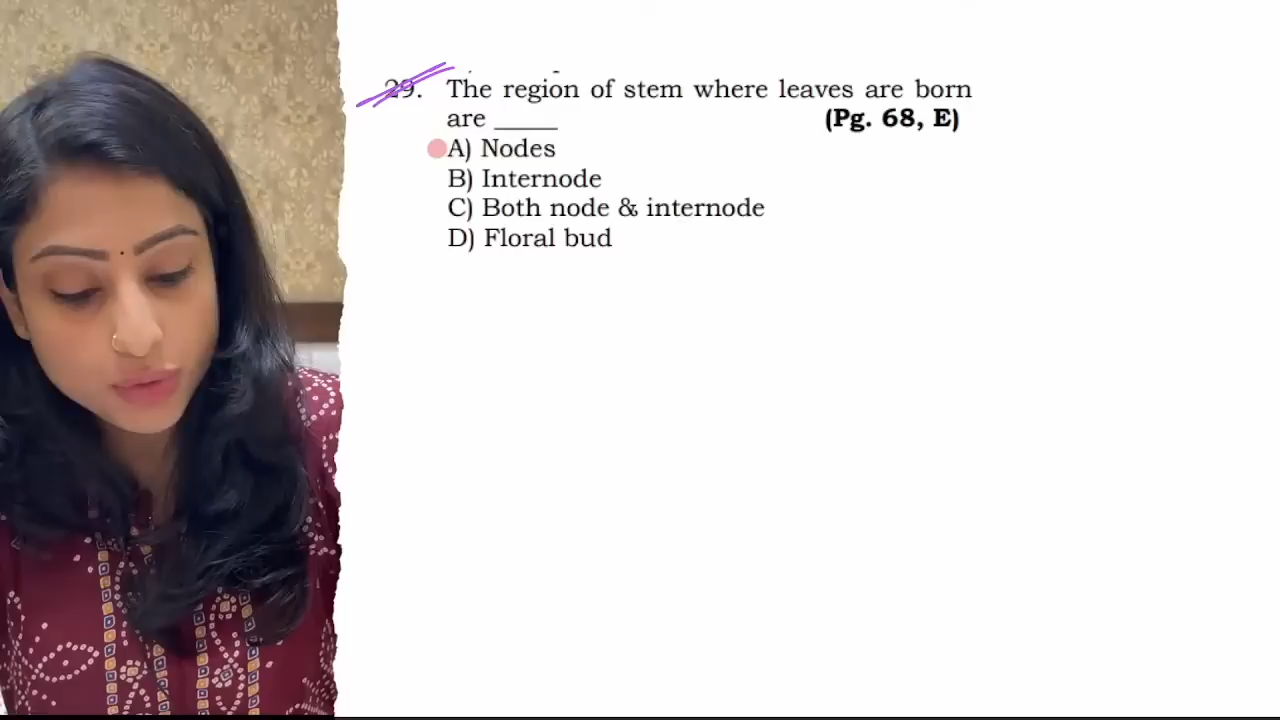 29. The region of stem where leaves are born
are _____ (Pg. 68, E)
A) Nodes
B) Internode
C) Both node & internode
D) Floral bud